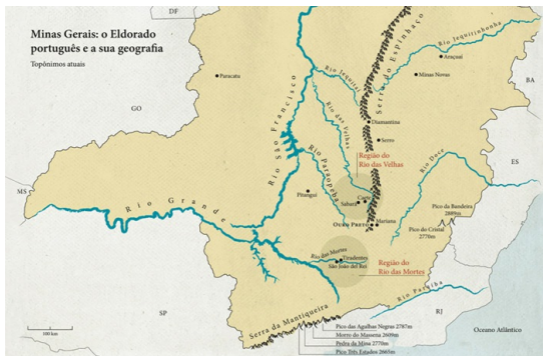 DF
Minas Gerais: o Eldorado
português e a sua geografia
Topônimos atuais
Rio Jequitinhonha
Araçuaí
Minas Novas
Rio Jequitaí
Serra do Espinhaço
Paracatu
BA
GO
Rio São Francisco
Rio das Velhas
Diamantina
Serro
Região do
Rio das Velhas
Rio Doce
ES
Rio Paraopeba
MS
Pitangui
Sabará
Caeté
Rio Grande
Ouro Preto
Mariana
Pico da Bandeira
2889m
Pico do Cristal
2776m
Rio das Mortes
Tiradentes
São João del Rei
Região do
Rio das Mortes
Rio Paraíba
Serra da Mantiqueira
SP
RJ
Pico das Agulhas Negras 2787m
Morro do Massena 2609m
Pedra da Mina 2770m
Pico Três Estados 2665m
Oceano Atlântico
100 km